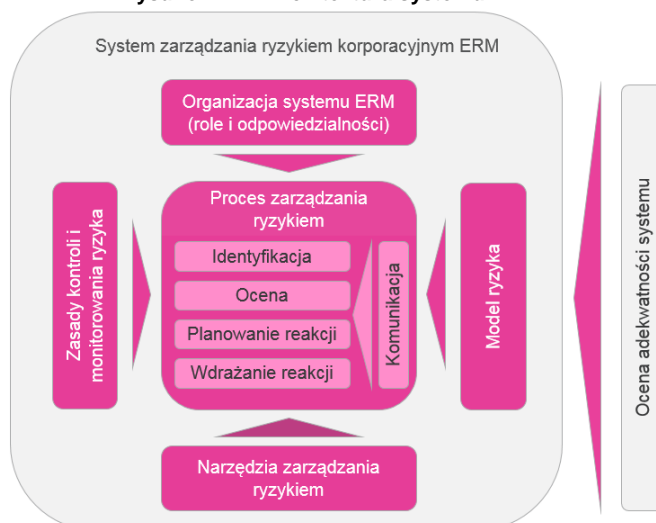 System zarządzania ryzykiem korporacyjnym ERM
Organizacja systemu ERM
(role i odpowiedzialności)
Zasady kontroli i
monitorowania ryzyka
Proces zarządzania
ryzykiem
Identyfikacja
Ocena
Planowanie reakcji
Wdrażanie reakcji
Komunikacja
Model ryzyka
Ocena adekwatności systemu
Narzędzia zarządzania
ryzykiem